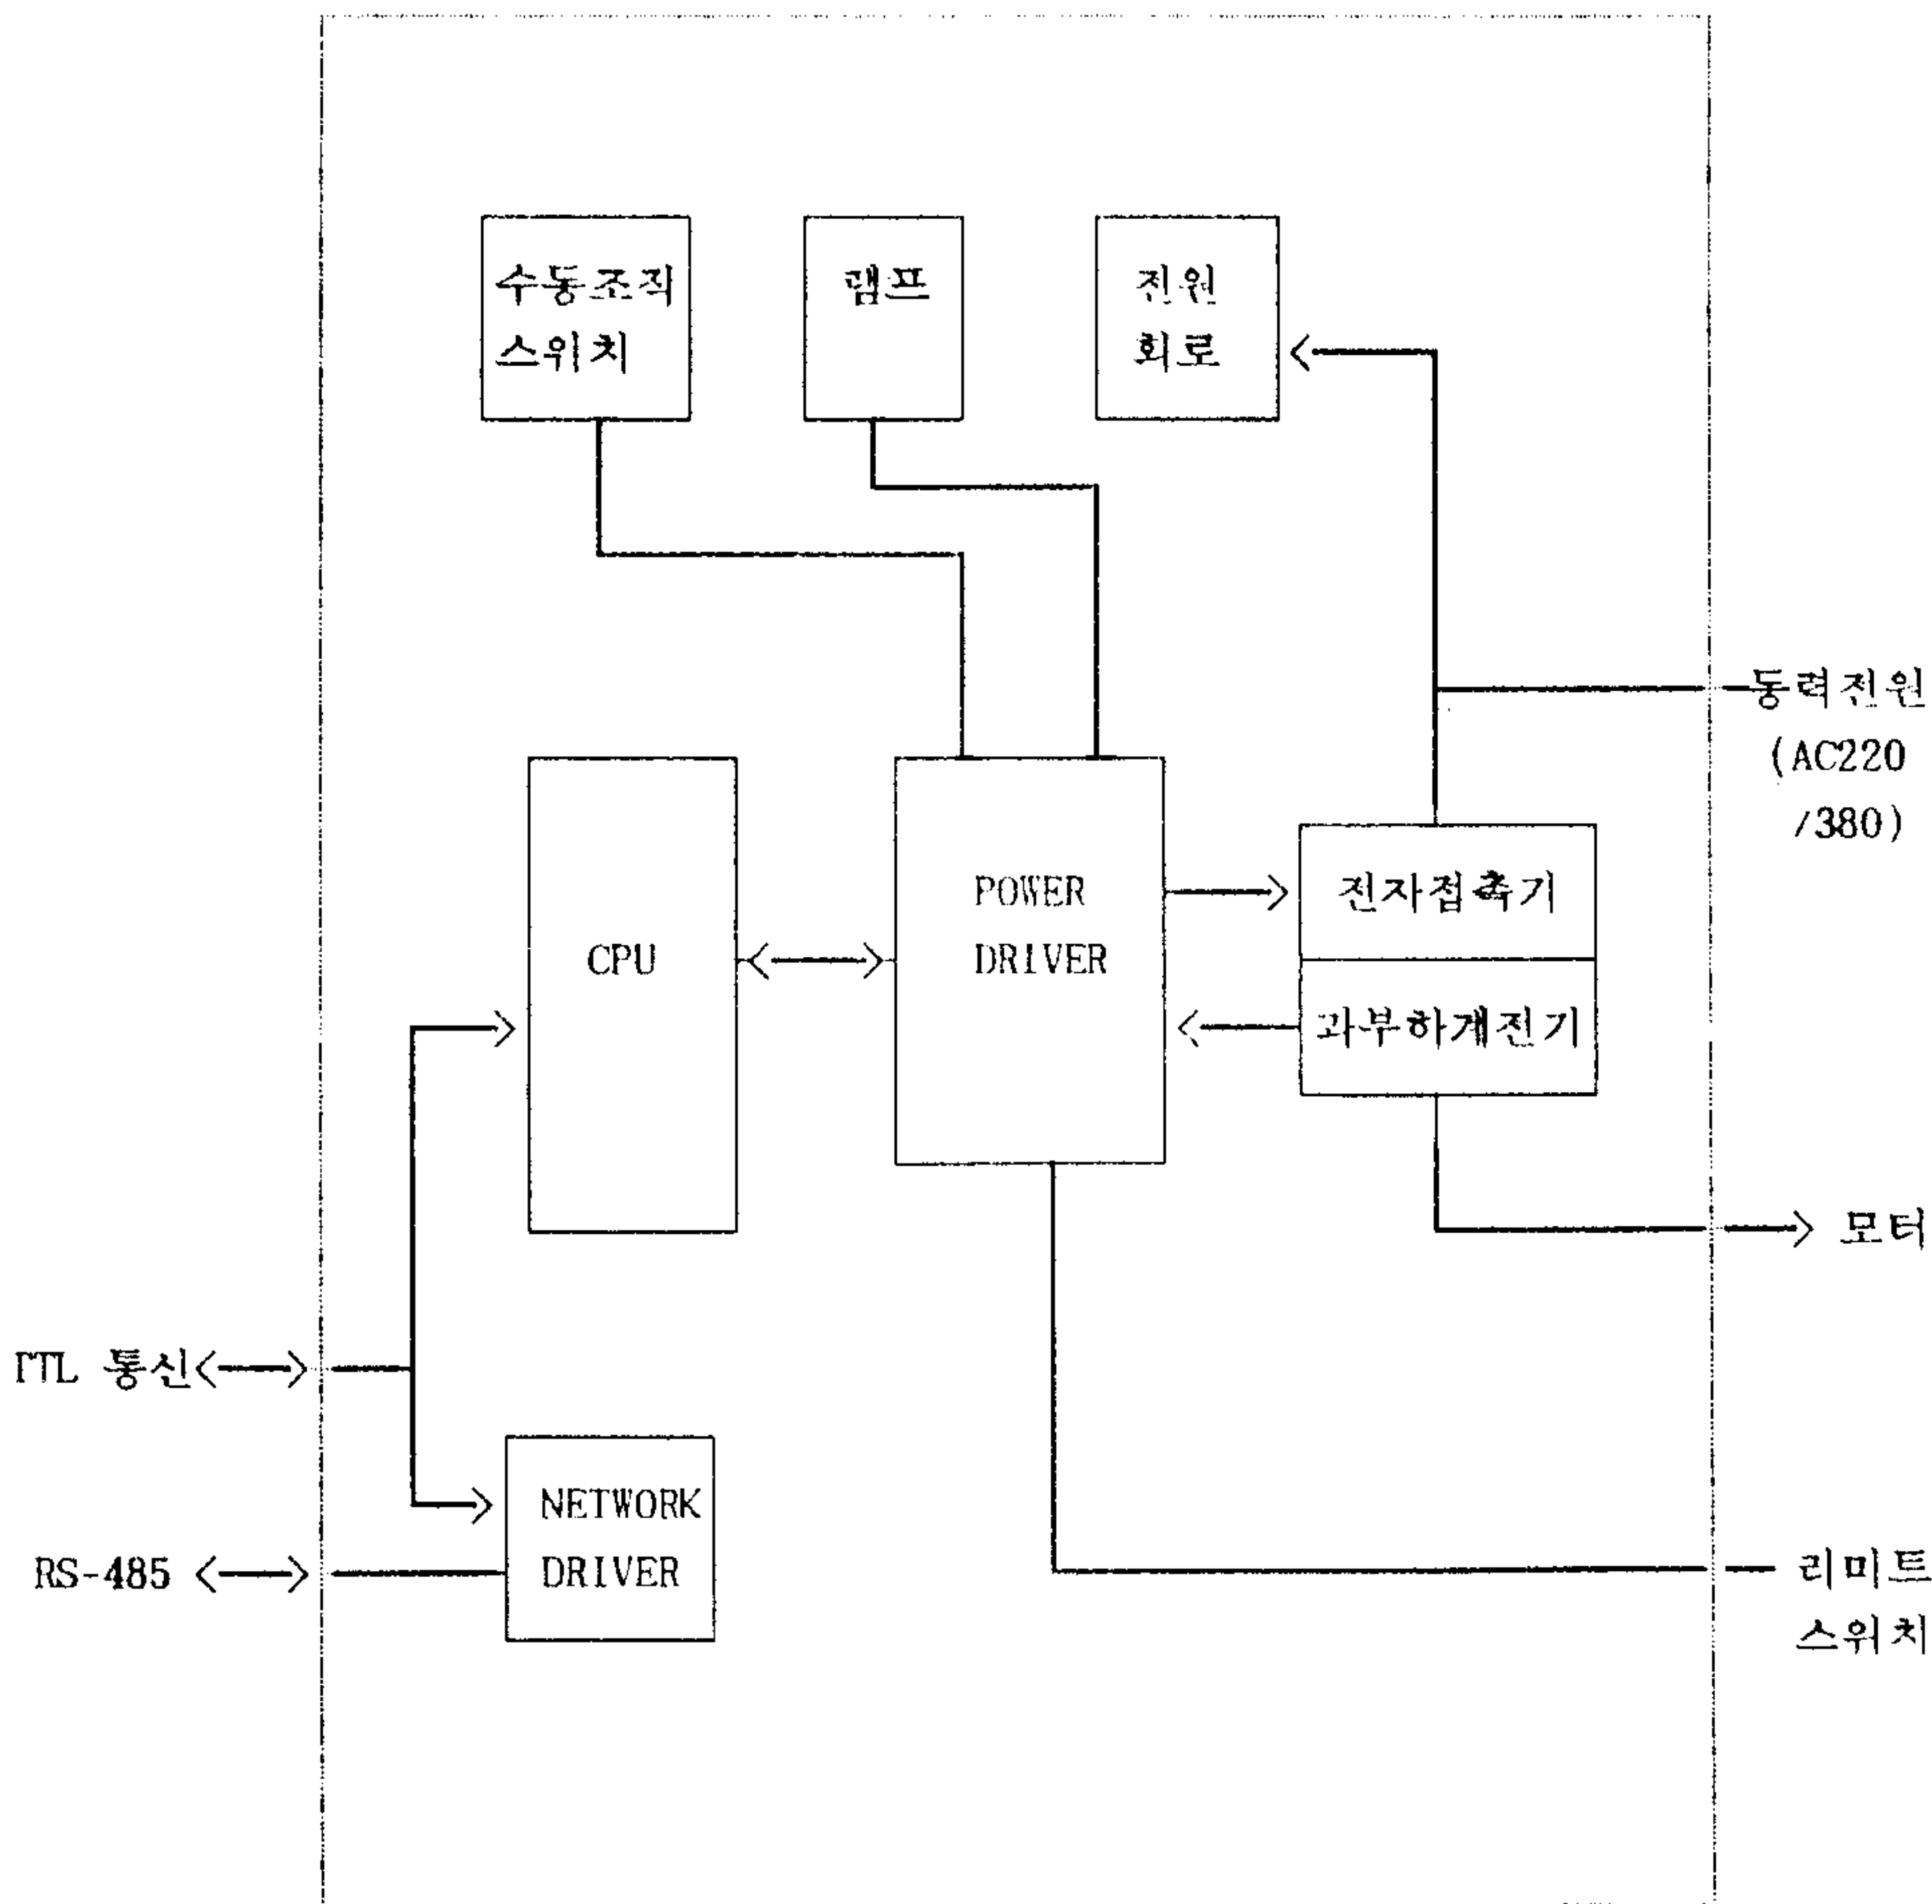 수동조작
스위치
램프
전원
회로
동력전원
(AC220
/380)
CPU
POWER
DRIVER
전자접촉기
과부하계전기
모터
TTL 통신
NETWORK
DRIVER
RS-485
리미트
스위치